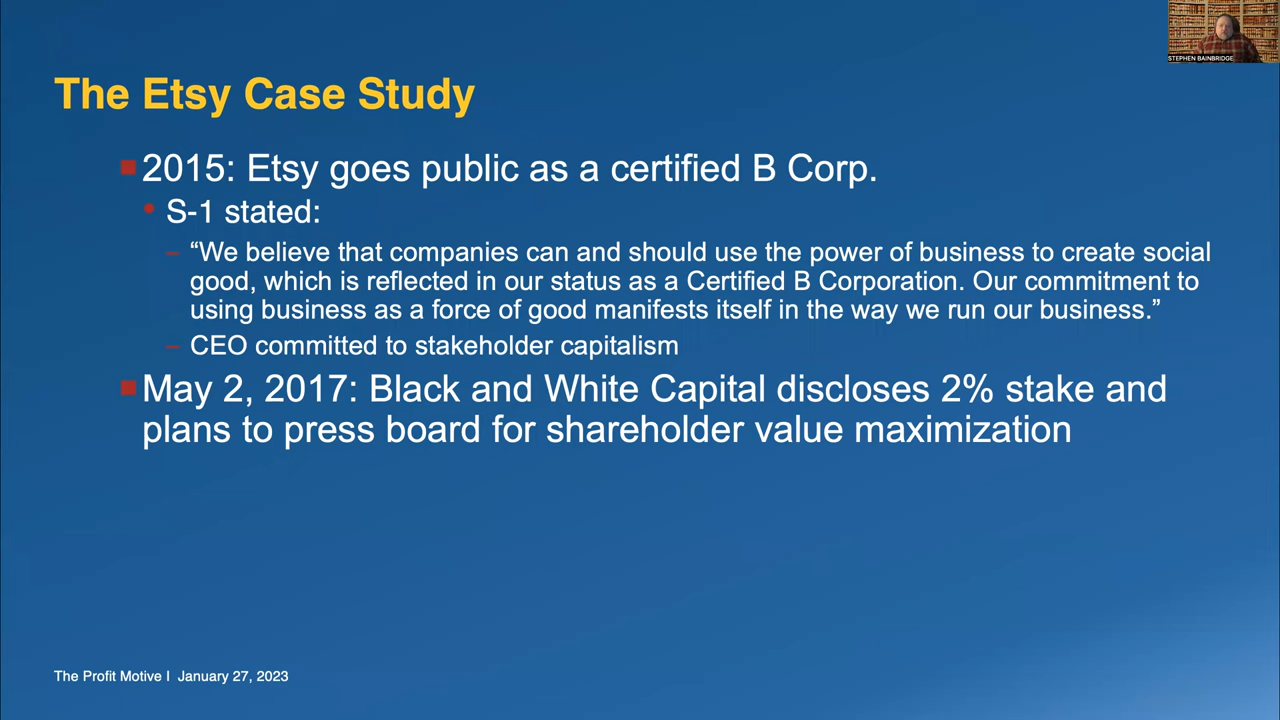 STEPHEN BAINBRIDGE
The Etsy Case Study
2015: Etsy goes public as a certified B Corp.
S-1 stated:
“We believe that companies can and should use the power of business to create social
good, which is reflected in our status as a Certified B Corporation. Our commitment to
using business as a force of good manifests itself in the way we run our business.”
CEO committed to stakeholder capitalism
May 2, 2017: Black and White Capital discloses 2% stake and
plans to press board for shareholder value maximization
The Profit Motive I January 27, 2023